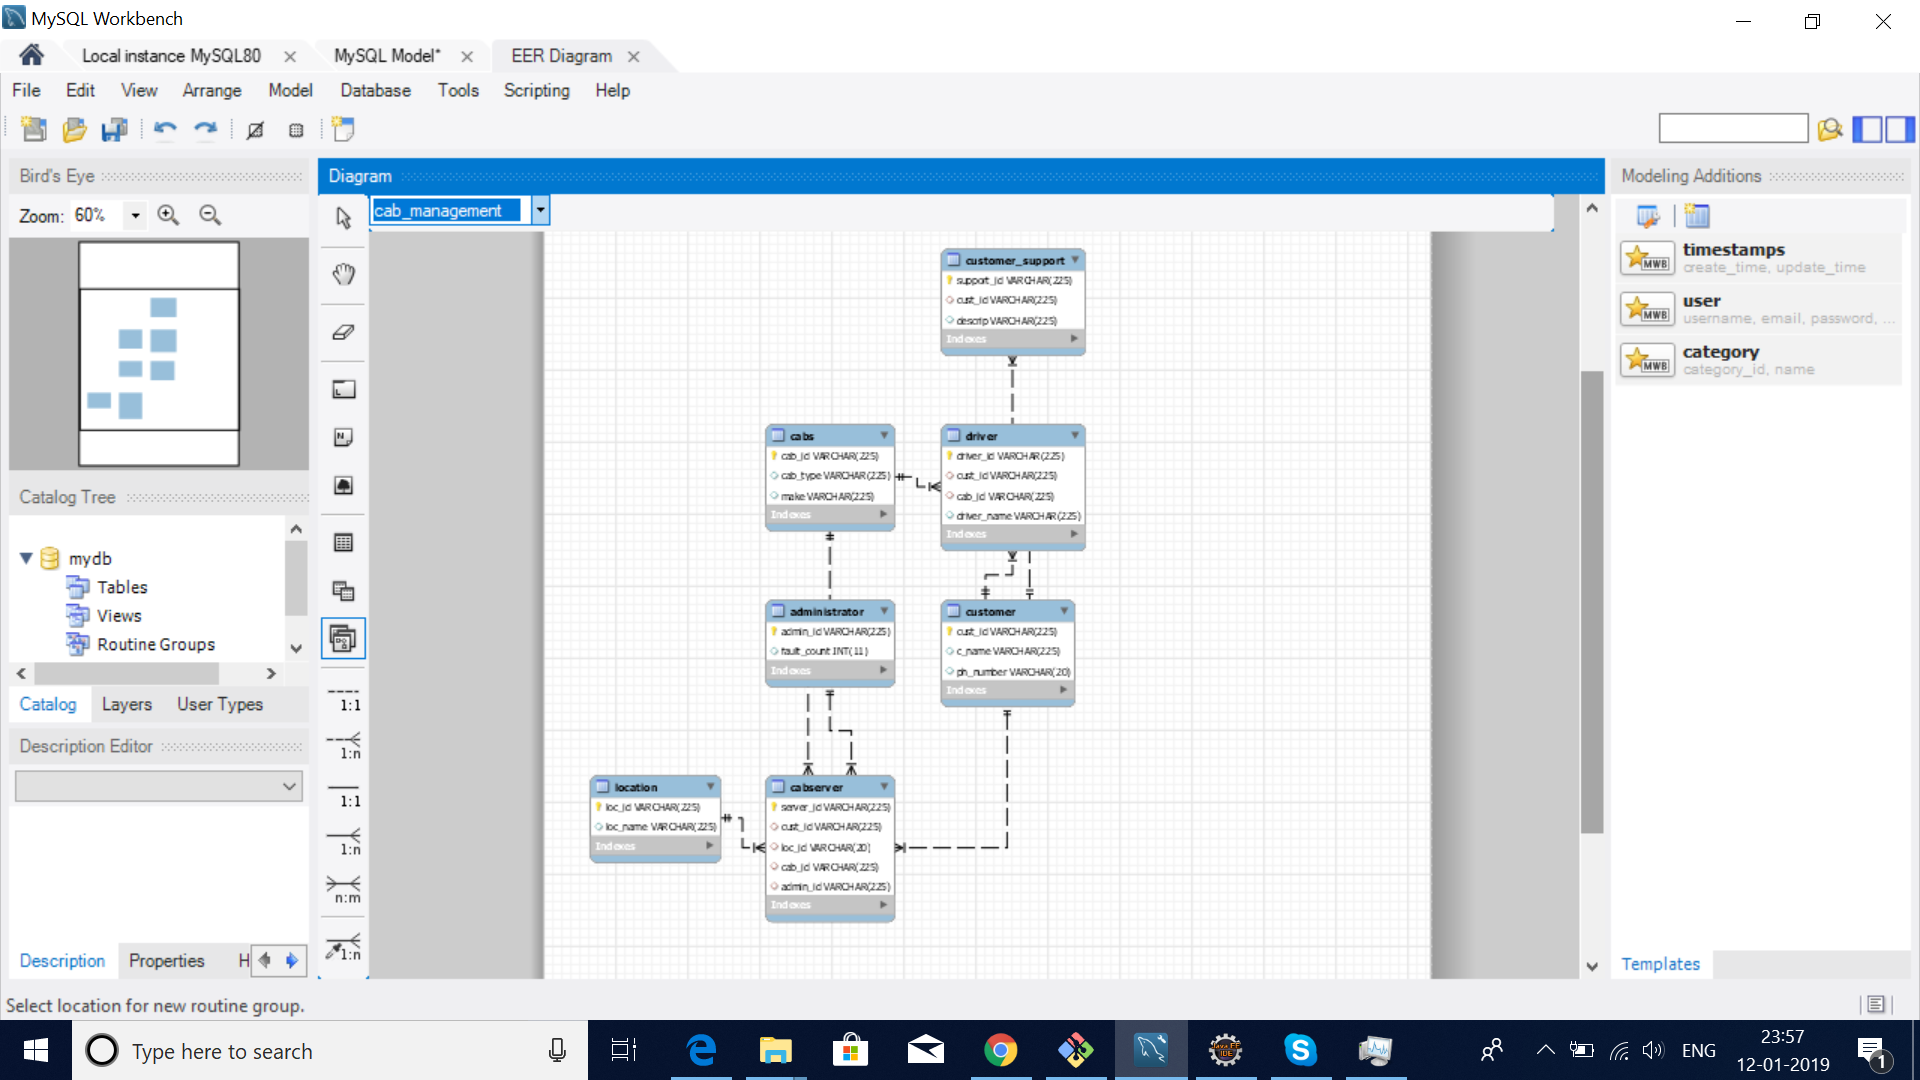 MySQL Workbench
Local instance MySQL80
MySQL Model*
EER Diagram
File Edit View Arrange Model Database Tools Scripting Help
Bird's Eye
Zoom: 60%
Catalog Tree
mydb
Tables
Views
Routine Groups
Catalog Layers User Types
Description Editor
Description Properties H
Diagram
cab_management
1:1
1:n
1:1
1:n
n:m
1:n
customer_support
support_id VARCHAR(225)
cust_id VARCHAR(225)
descrip VARCHAR(225)
Indexes
cabs
cab_id VARCHAR(225)
cab_type VARCHAR(225)
make VARCHAR(225)
Indexes
driver
driver_id VARCHAR(225)
cust_id VARCHAR(225)
cab_id VARCHAR(225)
driver_name VARCHAR(225)
Indexes
administrator
admin_id VARCHAR(225)
fault_count INT(11)
Indexes
customer
cust_id VARCHAR(225)
c_name VARCHAR(225)
ph_number VARCHAR(20)
Indexes
location
loc_id VARCHAR(225)
loc_name VARCHAR(225)
Indexes
cabserver
server_id VARCHAR(225)
cust_id VARCHAR(225)
loc_id VARCHAR(20)
cab_id VARCHAR(225)
admin_id VARCHAR(225)
Indexes
Modeling Additions
MWB
timestamps
create_time, update_time
MWB
user
username, email, password, ...
MWB
category
category_id, name
Templates
Select location for new routine group.
Type here to search
Java EE
IDE
ENG
23:57
12-01-2019
1